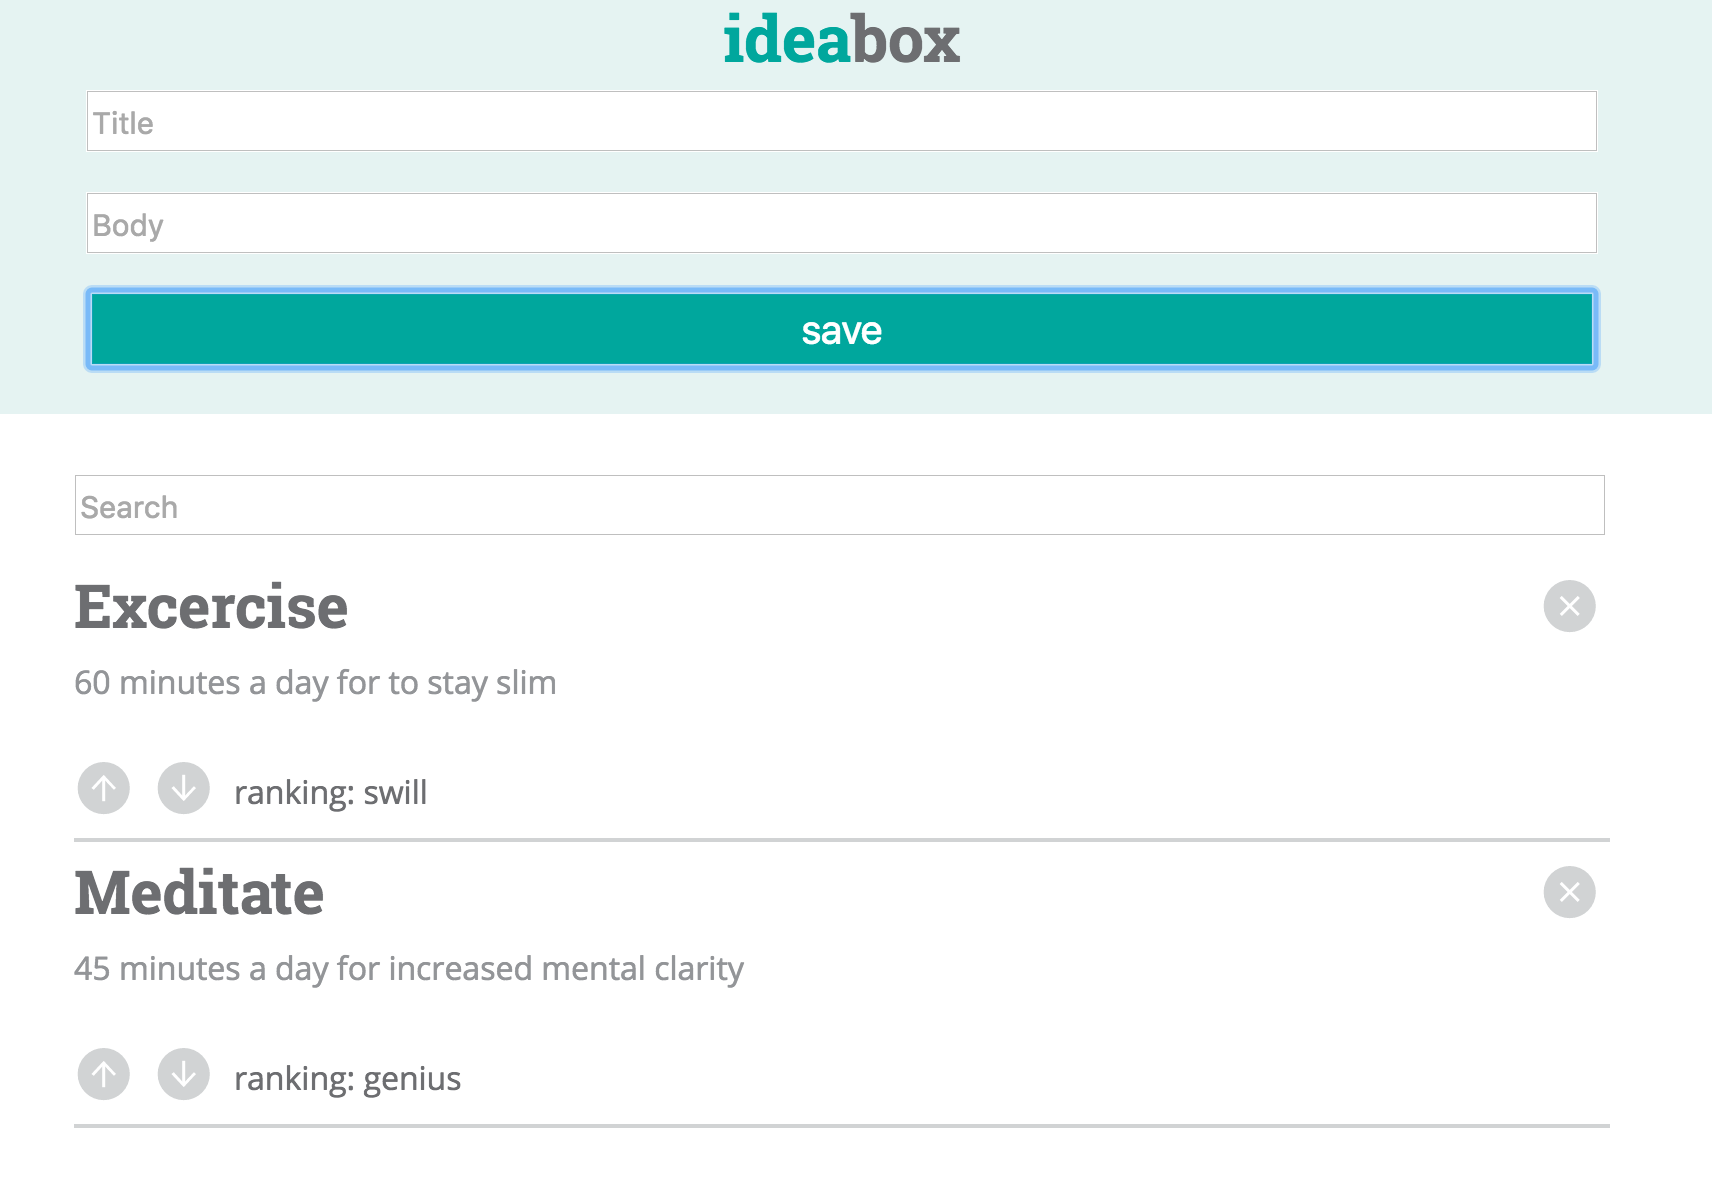 ideabox
Title
Body
save
Search
Excercise
60 minutes a day for to stay slim
ranking: swill
Meditate
45 minutes a day for increased mental clarity
ranking: genius